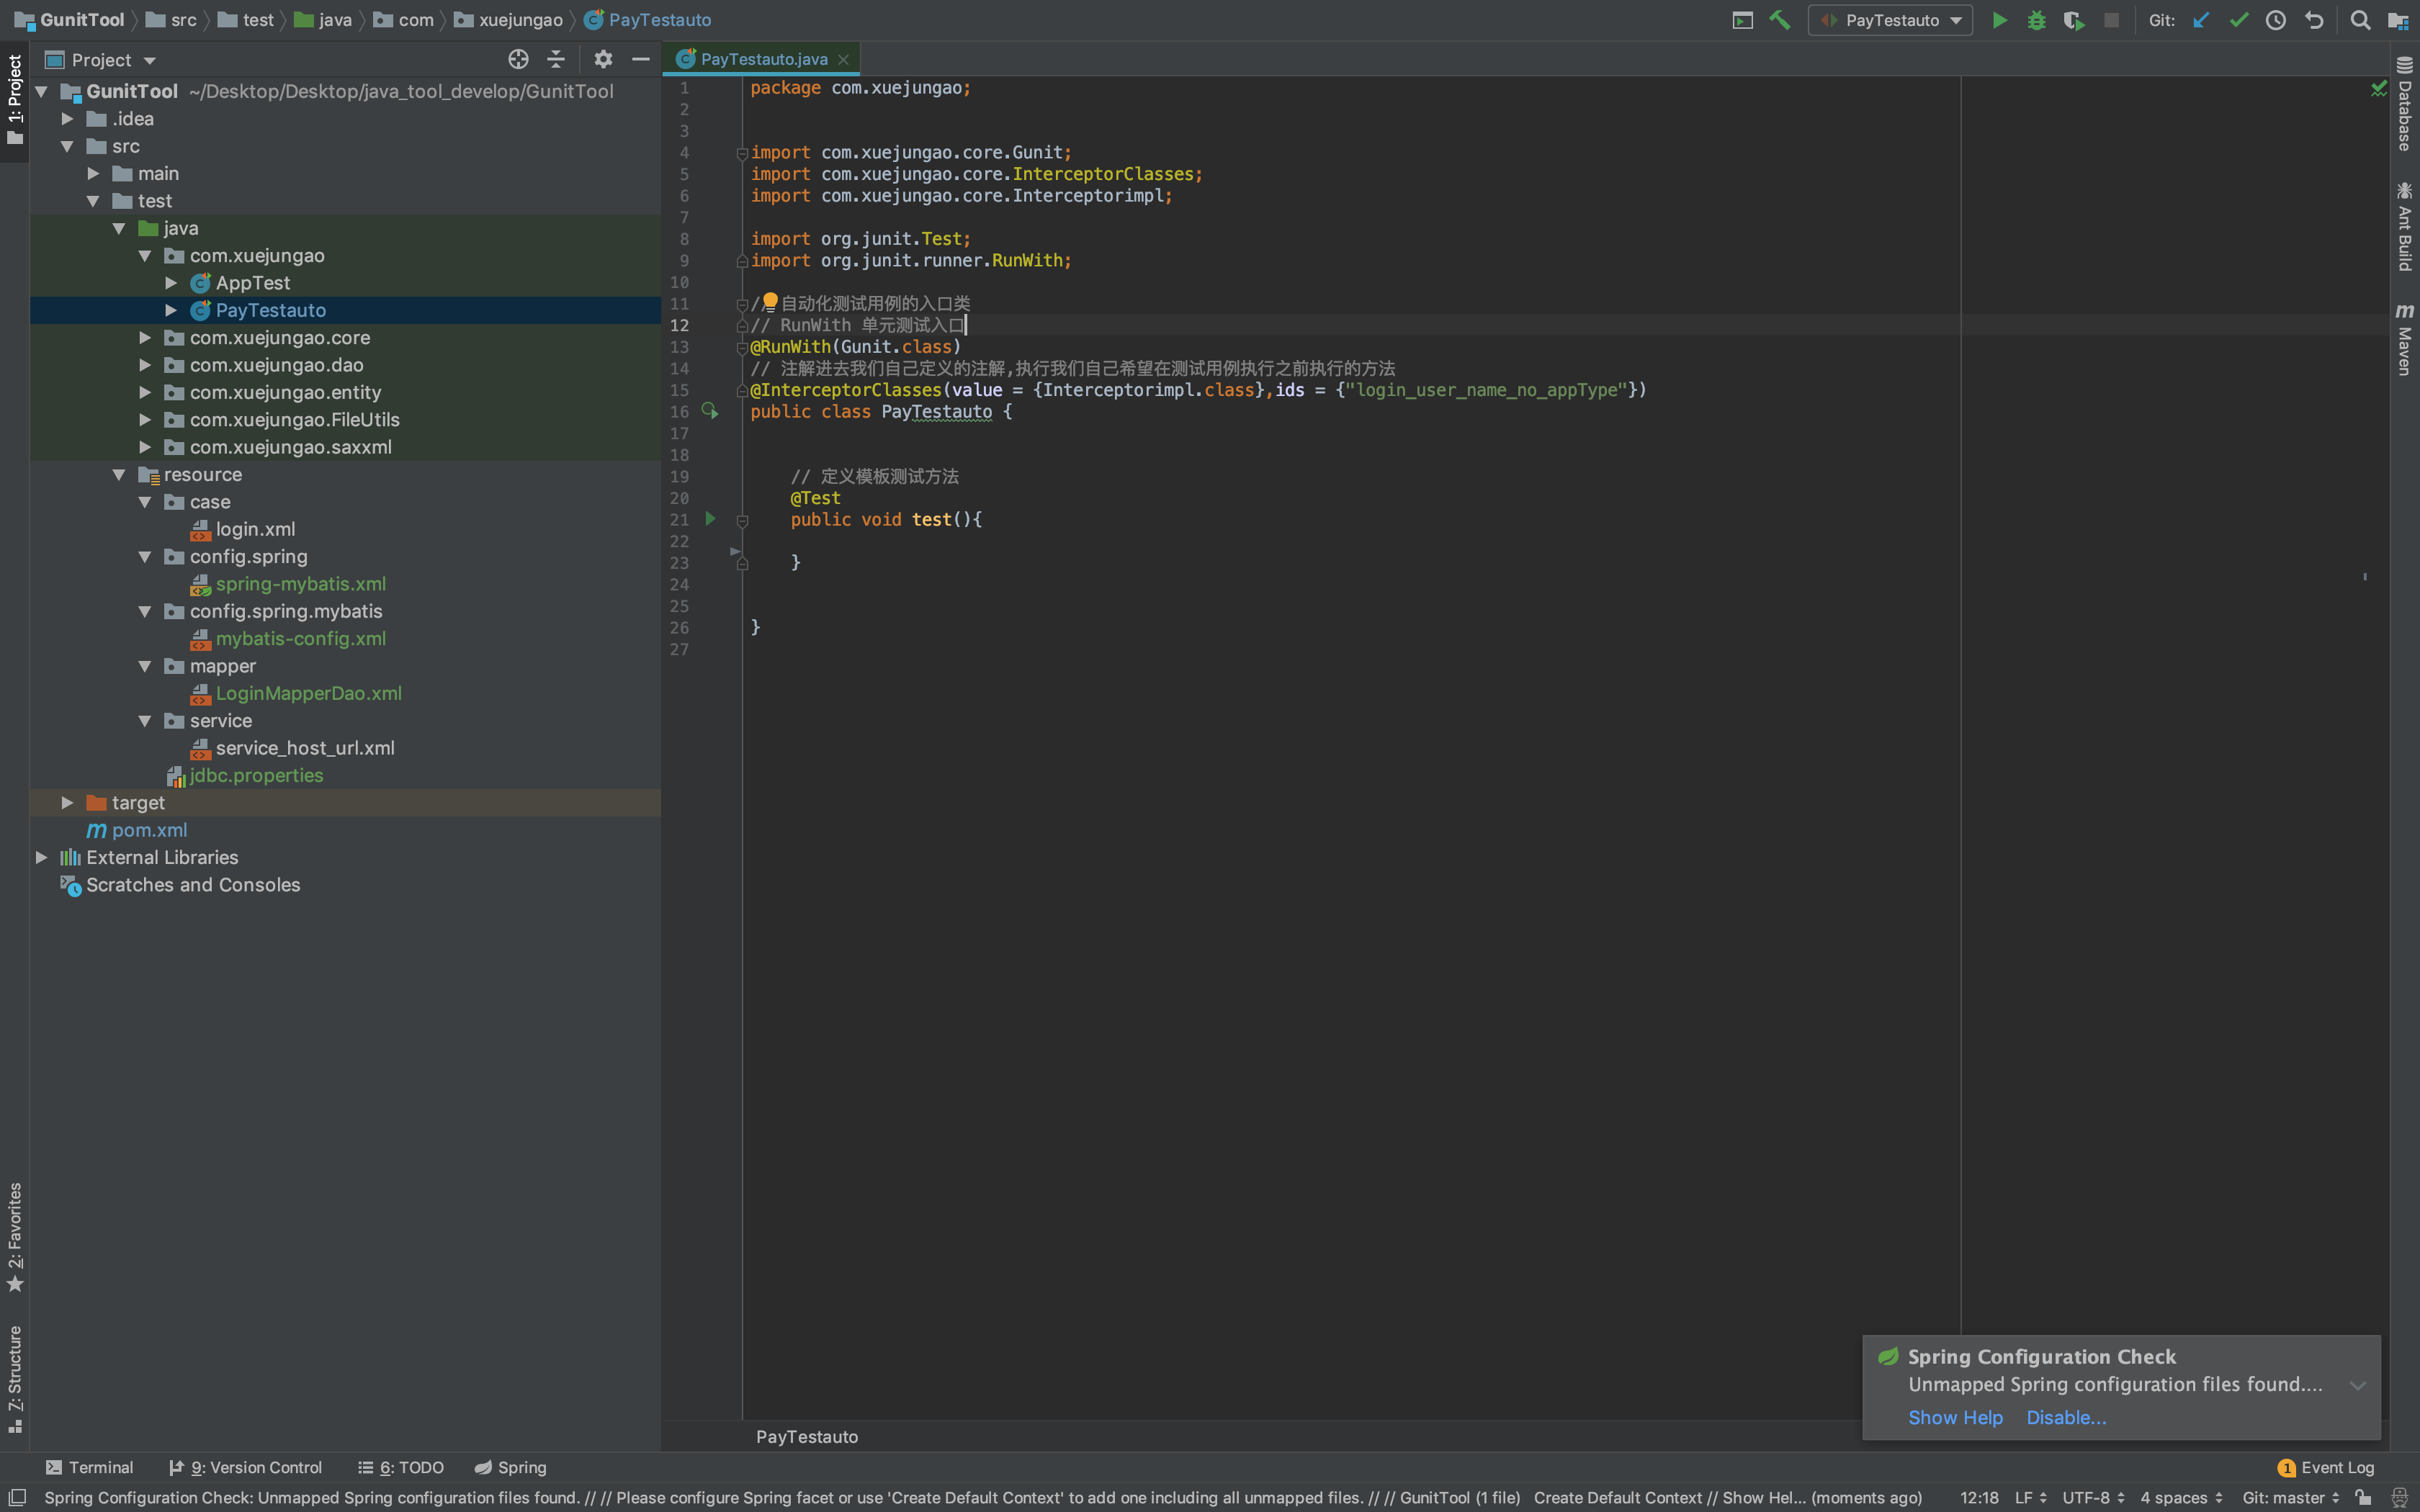 GunitTool src test java com xuejungao PayTestauto
PayTestauto Git:
1: Project
Project
PayTestauto.java
GunitTool ~/Desktop/Desktop/java_tool_develop/GunitTool
.idea
src
main
test
java
com.xuejungao
AppTest
PayTestauto
com.xuejungao.core
com.xuejungao.dao
com.xuejungao.entity
com.xuejungao.FileUtils
com.xuejungao.saxxml
resource
case
login.xml
config.spring
spring-mybatis.xml
config.spring.mybatis
mybatis-config.xml
mapper
LoginMapperDao.xml
service
service_host_url.xml
jdbc.properties
target
pom.xml
External Libraries
Scratches and Consoles
2: Favorites
7: Structure
1 package com.xuejungao;
2
3
4 import com.xuejungao.core.Gunit;
5 import com.xuejungao.core.InterceptorClasses;
6 import com.xuejungao.core.Interceptorimpl;
7
8 import org.junit.Test;
9 import org.junit.runner.RunWith;
10
11 // 自动化测试用例的入口类
12 // RunWith 单元测试入口
13 @RunWith(Gunit.class)
14 // 注解进去我们自己定义的注解,执行我们自己希望在测试用例执行之前执行的方法
15 @InterceptorClasses(value = {Interceptorimpl.class},ids = {"login_user_name_no_appType"})
16 public class PayTestauto {
17
18
19 // 定义模板测试方法
20 @Test
21 public void test(){
22
23 }
24
25
26 }
27
Database
Ant Build
Maven
Spring Configuration Check
Unmapped Spring configuration files found....
Show Help Disable...
PayTestauto
Terminal 9: Version Control 6: TODO Spring 1 Event Log
Spring Configuration Check: Unmapped Spring configuration files found. // // Please configure Spring facet or use 'Create Default Context' to add one including all unmapped files. // // GunitTool (1 file) Create Default Context // Show Hel... (moments ago) 12:18 LF UTF-8 4 spaces Git: master